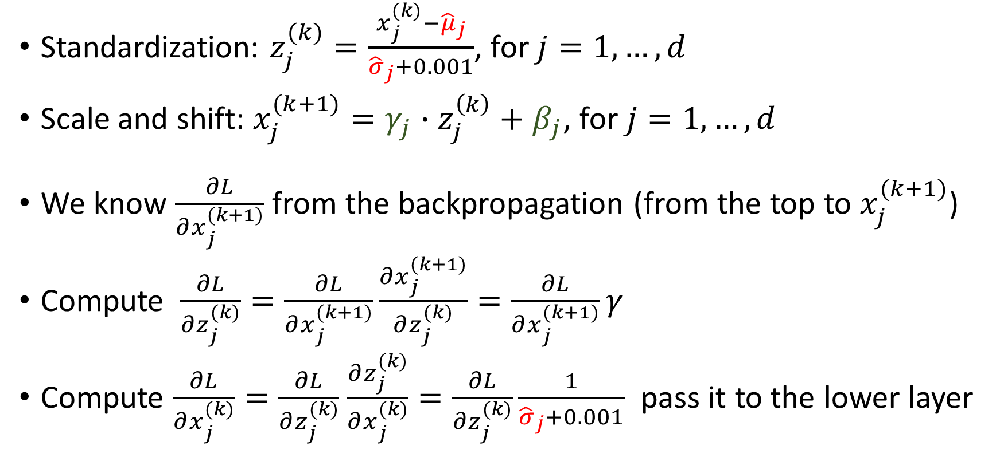 • Standardization: $z_j^{(k)} = \frac{x_j^{(k)} - \hat{\mu}_j}{\hat{\sigma}_j + 0.001}$, for $j = 1, \ldots, d$
• Scale and shift: $x_j^{(k+1)} = \gamma_j \cdot z_j^{(k)} + \beta_j$, for $j = 1, \ldots, d$
• We know $\frac{\partial L}{\partial x_j^{(k+1)}}$ from the backpropagation (from the top to $x_j^{(k+1)}$)
• Compute $\frac{\partial L}{\partial z_j^{(k)}} = \frac{\partial L}{\partial x_j^{(k+1)}} \frac{\partial x_j^{(k+1)}}{\partial z_j^{(k)}} = \frac{\partial L}{\partial x_j^{(k+1)}} \gamma$
• Compute $\frac{\partial L}{\partial x_j^{(k)}} = \frac{\partial L}{\partial z_j^{(k)}} \frac{\partial z_j^{(k)}}{\partial x_j^{(k)}} = \frac{\partial L}{\partial z_j^{(k)}} \frac{1}{\hat{\sigma}_j + 0.001}$ pass it to the lower layer